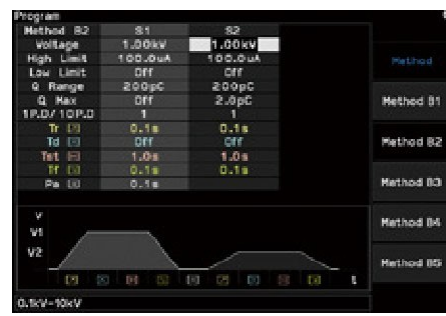 Program
Method B2 S1 S2
Voltage 1.00kV 1.00kV
High Limit 100.0uA 100.0uA
Low Limit Off Off
Q Range 200pC 200pC
Q Max Off 2.0pC
1P.D/10P.D 1 1
Tr 0.1s 0.1s
Td Off Off
Tst 1.0s 1.0s
Tf 0.1s 0.1s
Pa 0.1s
Method
Method B1
Method B2
Method B3
Method B4
Method B5
V
V1
V2
t
0.1kV-10kV